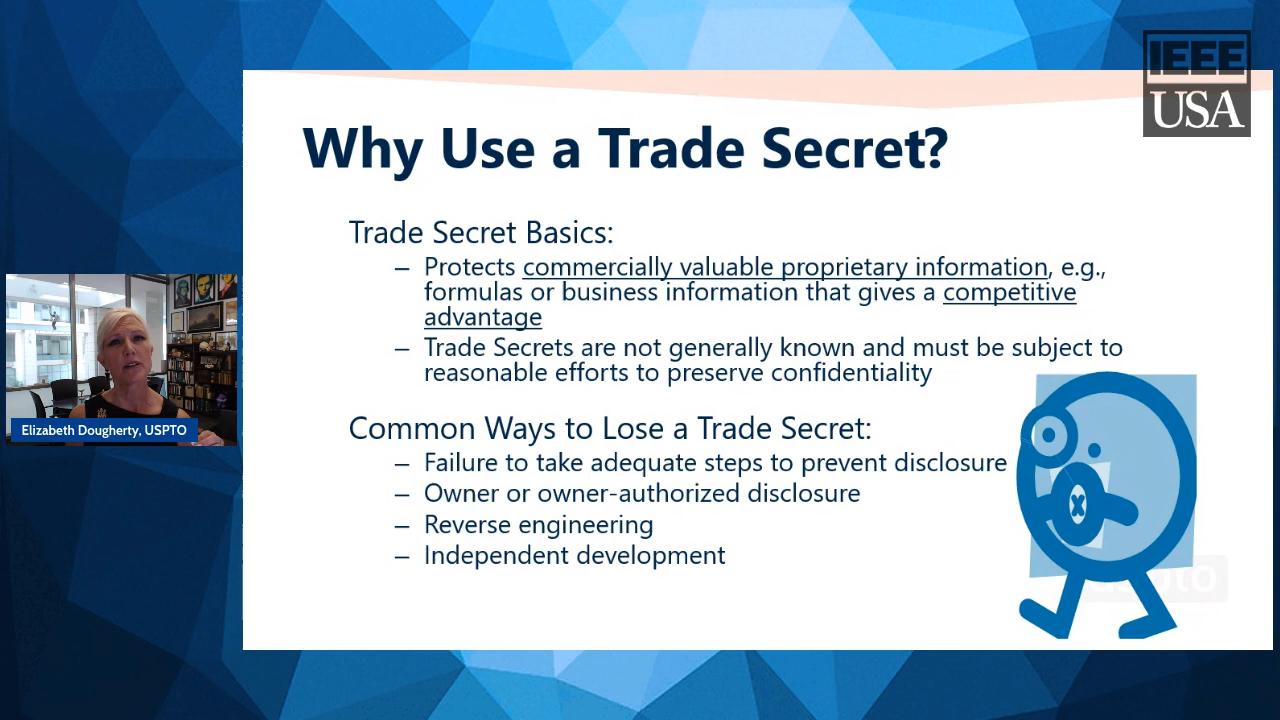 IEEE
USA
Why Use a Trade Secret?
Trade Secret Basics:
– Protects commercially valuable proprietary information, e.g.,
formulas or business information that gives a competitive
advantage
– Trade Secrets are not generally known and must be subject to
reasonable efforts to preserve confidentiality
Common Ways to Lose a Trade Secret:
– Failure to take adequate steps to prevent disclosure
– Owner or owner-authorized disclosure
– Reverse engineering
– Independent development
Elizabeth Dougherty, USPTO